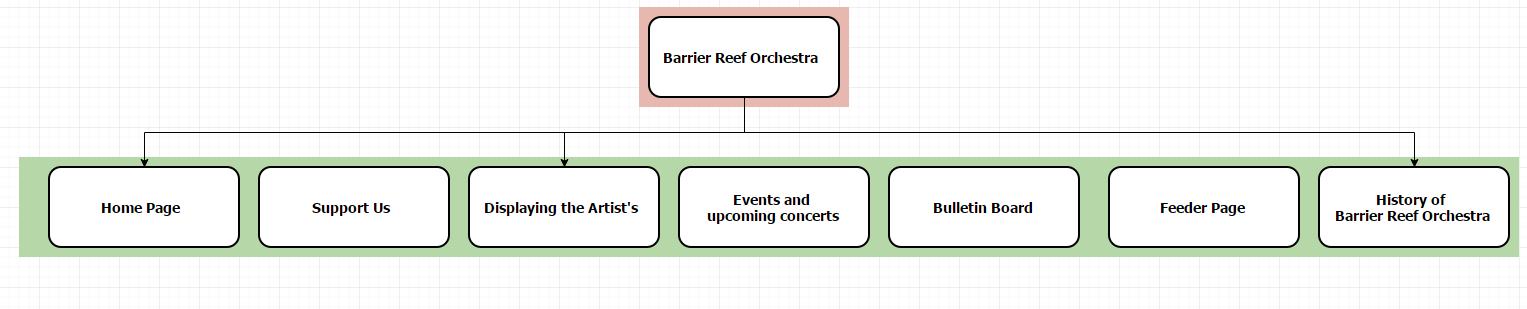 Barrier Reef Orchestra
Home Page
Support Us
Displaying the Artist's
Events and
upcoming concerts
Bulletin Board
Feeder Page
History of
Barrier Reef Orchestra